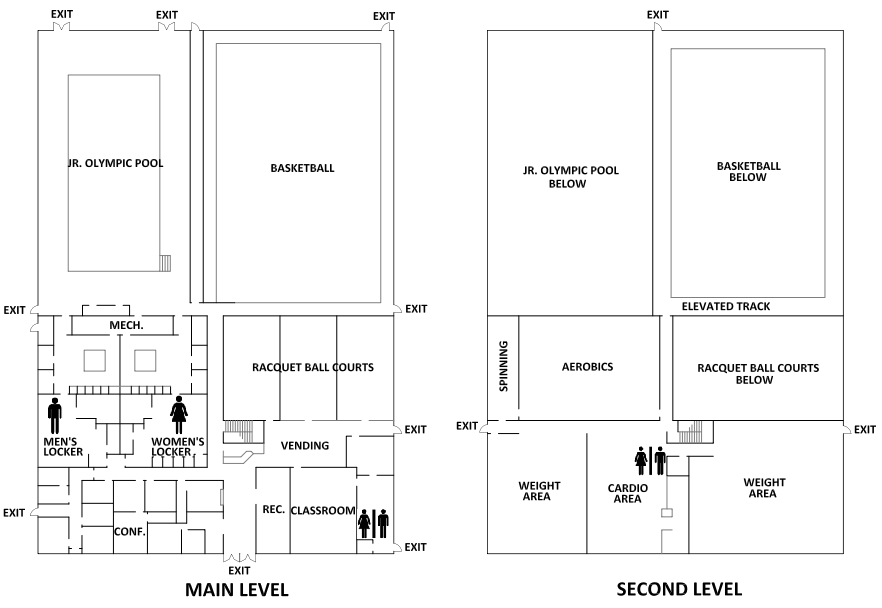 EXIT
EXIT
EXIT
JR. OLYMPIC POOL
BASKETBALL
EXIT
EXIT
MECH.
RACQUET BALL COURTS
MEN'S
LOCKER
WOMEN'S
LOCKER
EXIT
VENDING
EXIT
REC.
CLASSROOM
CONF.
EXIT
EXIT
MAIN LEVEL
EXIT
JR. OLYMPIC POOL
BELOW
BASKETBALL
BELOW
ELEVATED TRACK
SPINNING
AEROBICS
RACQUET BALL COURTS
BELOW
EXIT
EXIT
WEIGHT
AREA
CARDIO
AREA
WEIGHT
AREA
SECOND LEVEL